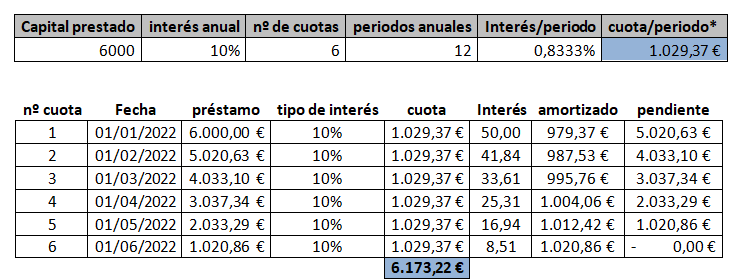 Capital prestado interés anual nº de cuotas periodos anuales Interés/periodo cuota/periodo*
6000 10% 6 12 0,8333% 1.029,37 €
nº cuota Fecha préstamo tipo de interés cuota Interés amortizado pendiente
1 01/01/2022 6.000,00 € 10% 1.029,37 € 50,00 979,37 € 5.020,63 €
2 01/02/2022 5.020,63 € 10% 1.029,37 € 41,84 987,53 € 4.033,10 €
3 01/03/2022 4.033,10 € 10% 1.029,37 € 33,61 995,76 € 3.037,34 €
4 01/04/2022 3.037,34 € 10% 1.029,37 € 25,31 1.004,06 € 2.033,29 €
5 01/05/2022 2.033,29 € 10% 1.029,37 € 16,94 1.012,42 € 1.020,86 €
6 01/06/2022 1.020,86 € 10% 1.029,37 € 8,51 1.020,86 € - 0,00 €
6.173,22 €